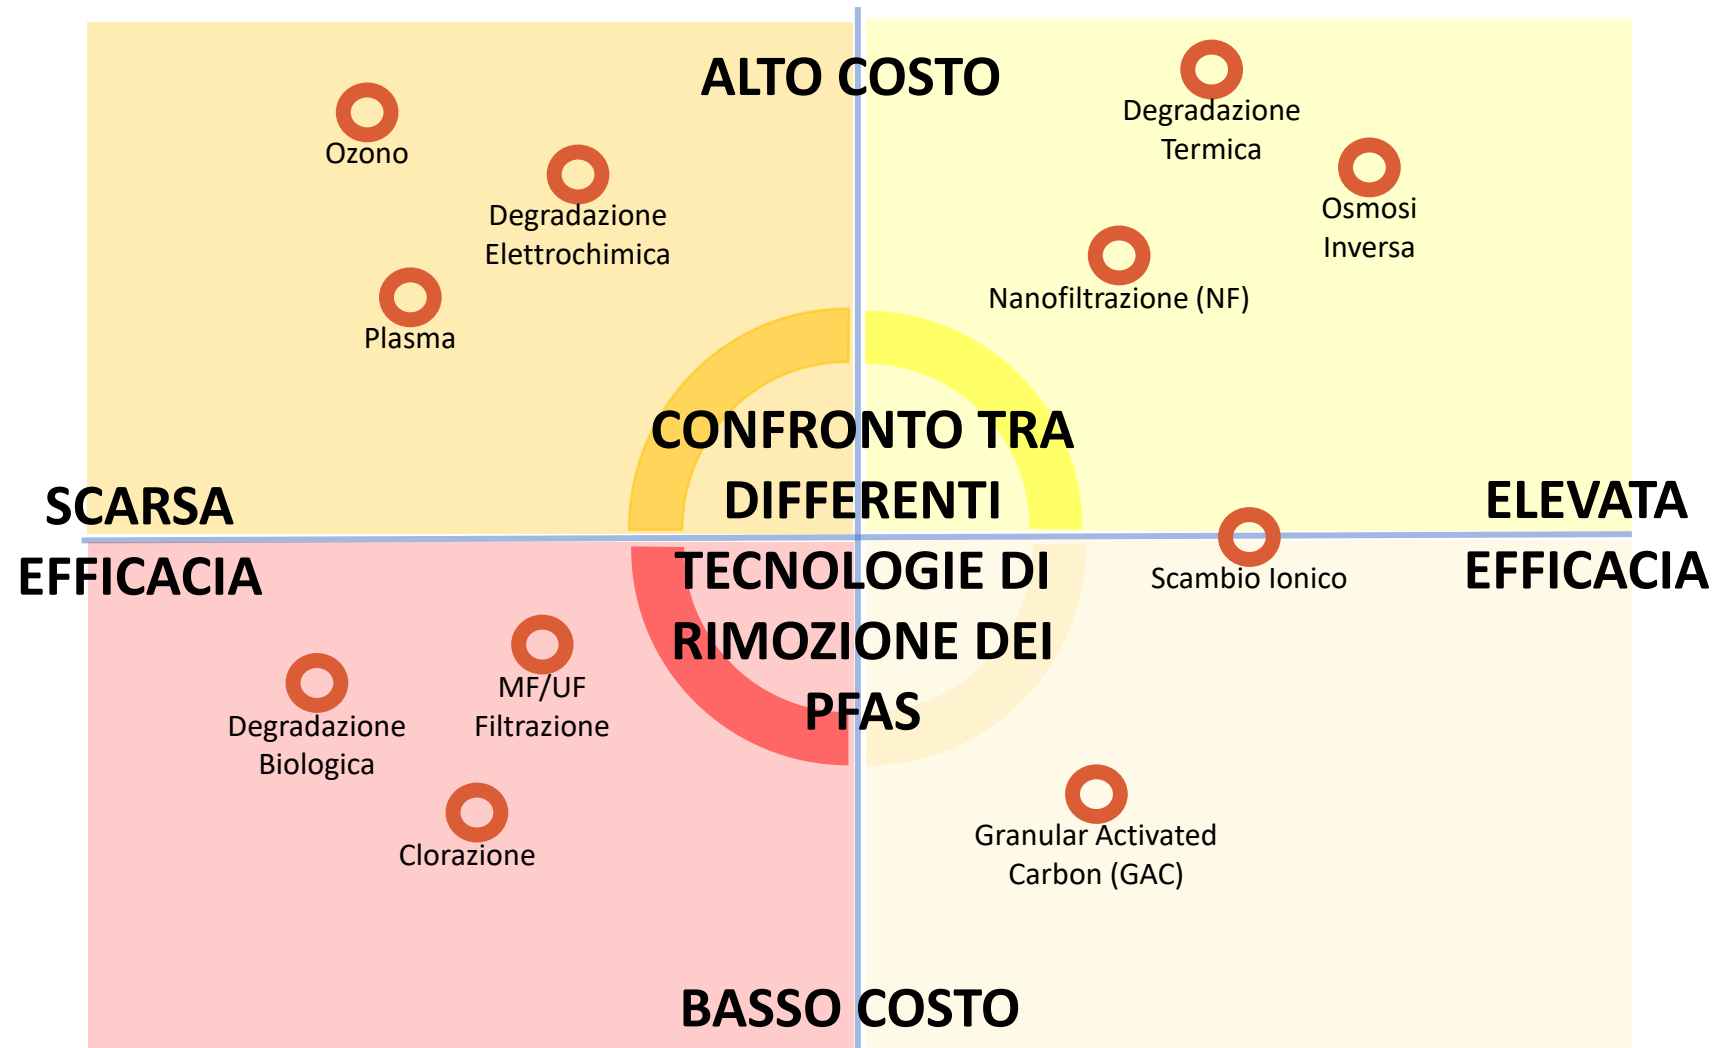 ALTO COSTO
Ozono
Degradazione
Elettrochimica
Plasma
Degradazione
Termica
Osmosi
Inversa
Nanofiltrazione (NF)
CONFRONTO TRA
DIFFERENTI
TECNOLOGIE DI
RIMOZIONE DEI
PFAS
SCARSA
EFFICACIA
ELEVATA
EFFICACIA
Scambio Ionico
MF/UF
Filtrazione
Degradazione
Biologica
Clorazione
Granular Activated
Carbon (GAC)
BASSO COSTO